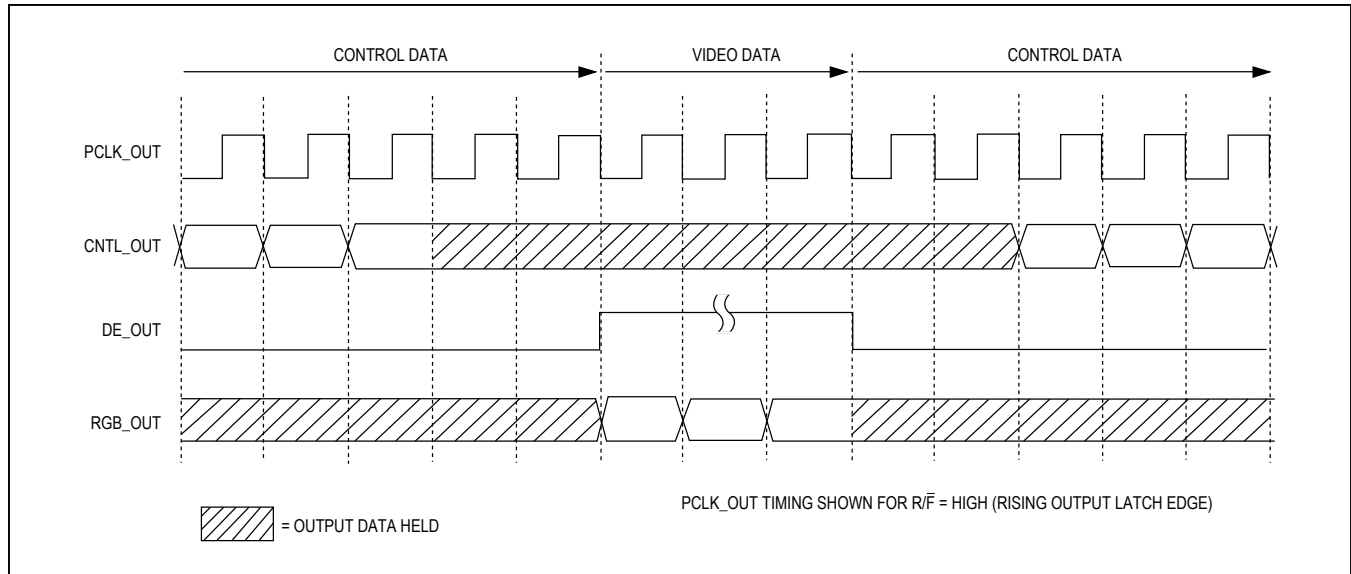 CONTROL DATA
VIDEO DATA
CONTROL DATA
PCLK_OUT
CNTL_OUT
DE_OUT
RGB_OUT
PCLK_OUT TIMING SHOWN FOR R/F̅ = HIGH (RISING OUTPUT LATCH EDGE)
= OUTPUT DATA HELD